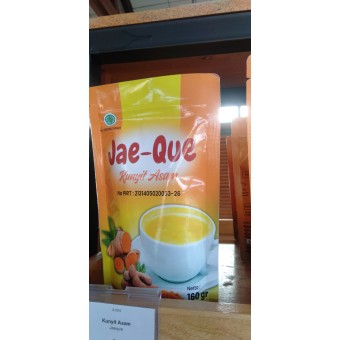 Jae-Que
Kunyit Asam
Netto
160 gr
Kunyit Asam